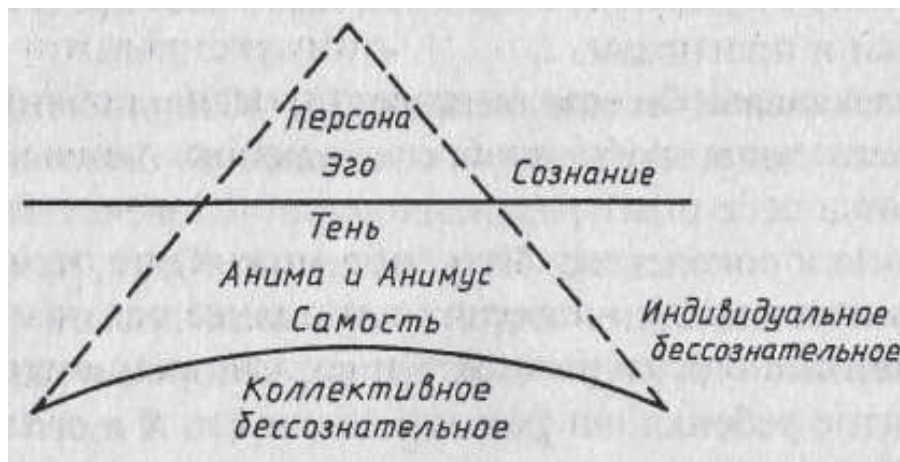 Персона
Эго
Сознание
Тень
Анима и Анимус
Самость
Индивидуальное
бессознательное
Коллективное
бессознательное